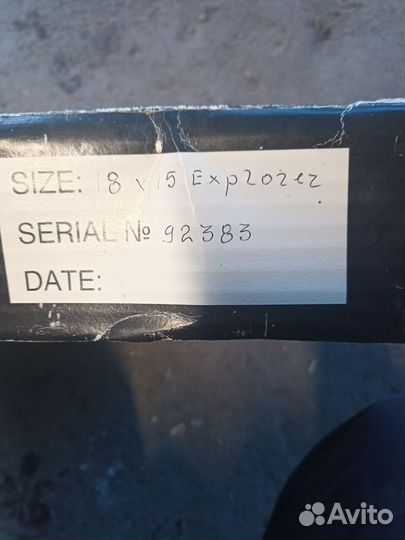 SIZE: 18 x 15 Explorer
SERIAL № 92383
DATE:
Avito